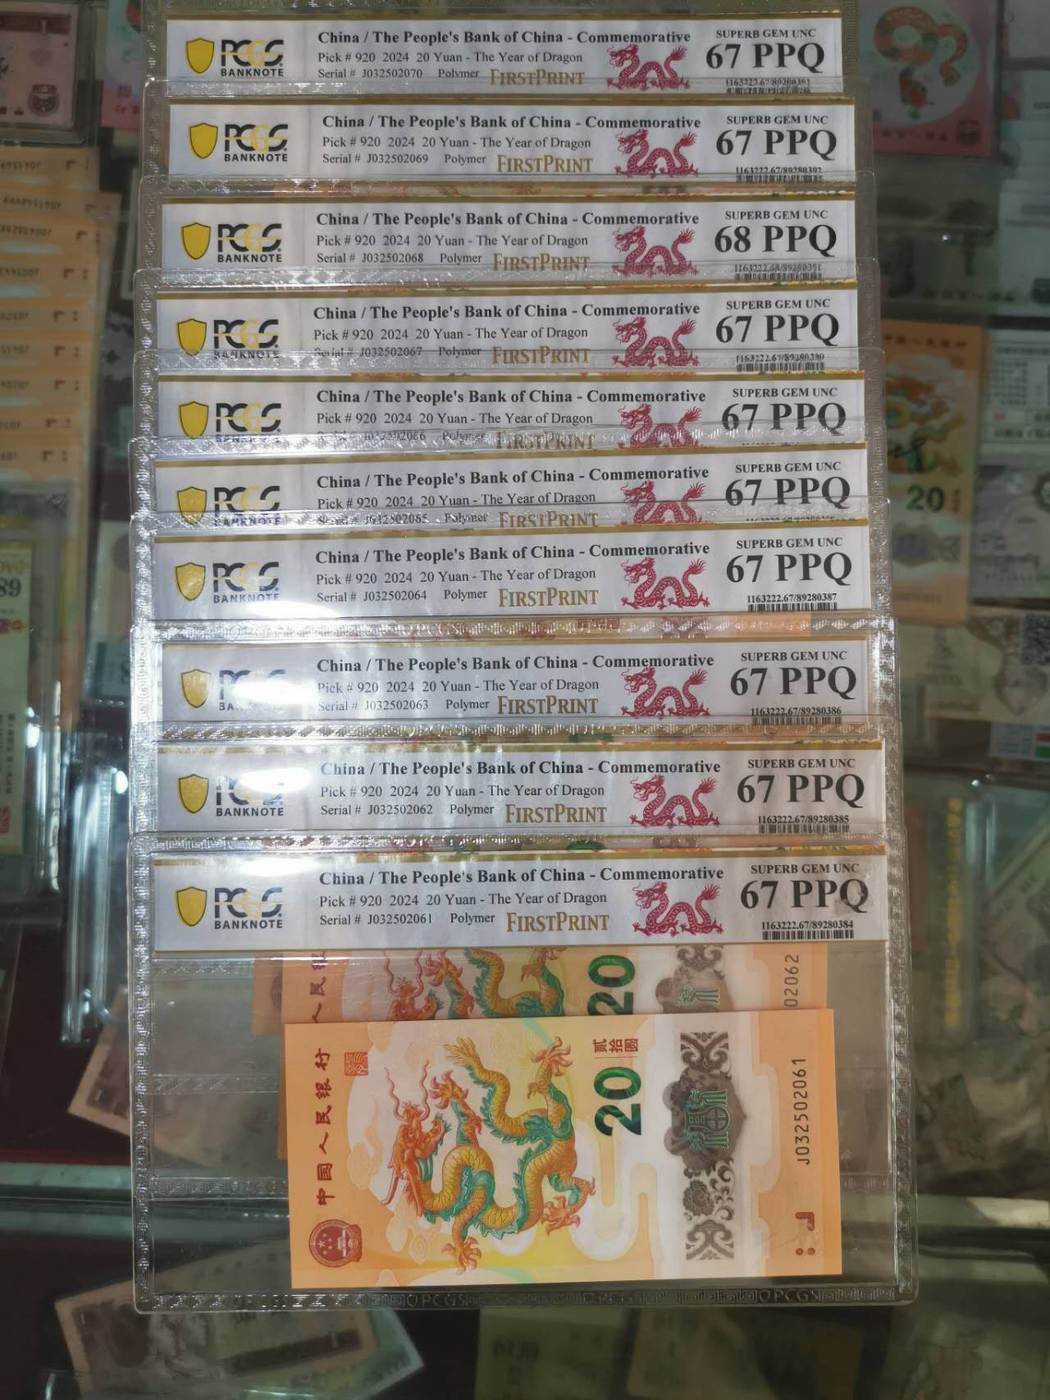 PCGS
BANKNOTE
China / The People's Bank of China - Commemorative
Pick # 920 2024 20 Yuan - The Year of Dragon
Serial # J032502070 Polymer FIRSTPRINT
SUPERB GEM UNC
67 PPQ
PCGS
BANKNOTE
China / The People's Bank of China - Commemorative
Pick # 920 2024 20 Yuan - The Year of Dragon
Serial # J032502069 Polymer FIRSTPRINT
SUPERB GEM UNC
67 PPQ
PCGS
BANKNOTE
China / The People's Bank of China - Commemorative
Pick # 920 2024 20 Yuan - The Year of Dragon
Serial # J032502068 Polymer FIRSTPRINT
SUPERB GEM UNC
68 PPQ
PCGS
BANKNOTE
China / The People's Bank of China - Commemorative
Pick # 920 2024 20 Yuan - The Year of Dragon
Serial # J032502067 Polymer FIRSTPRINT
SUPERB GEM UNC
67 PPQ
PCGS
BANKNOTE
China / The People's Bank of China - Commemorative
Pick # 920 2024 20 Yuan - The Year of Dragon
Polymer FIRSTPRINT
SUPERB GEM UNC
67 PPQ
PCGS
BANKNOTE
China / The People's Bank of China - Commemorative
Pick # 920 2024 20 Yuan - The Year of Dragon
Serial # J032502065 Polymer FIRSTPRINT
SUPERB GEM UNC
67 PPQ
PCGS
BANKNOTE
China / The People's Bank of China - Commemorative
Pick # 920 2024 20 Yuan - The Year of Dragon
Serial # J032502064 Polymer FIRSTPRINT
SUPERB GEM UNC
67 PPQ
1163222.67/89280387
PCGS
China / The People's Bank of China - Commemorative
Pick # 920 2024 20 Yuan - The Year of Dragon
Serial # J032502063 Polymer FIRSTPRINT
SUPERB GEM UNC
67 PPQ
1163222.67/89280386
BANKNOTE
China / The People's Bank of China - Commemorative
Pick # 920 2024 20 Yuan - The Year of Dragon
Serial # J032502062 Polymer FIRSTPRINT
SUPERB GEM UNC
67 PPQ
1163222.67/89280385
PCGS
BANKNOTE
China / The People's Bank of China - Commemorative
Pick # 920 2024 20 Yuan - The Year of Dragon
Serial # J032502061 Polymer FIRSTPRINT
SUPERB GEM UNC
67 PPQ
1163222.67/89280384
20
02062
中国人民银行
贰拾圆
20
J032502061
20